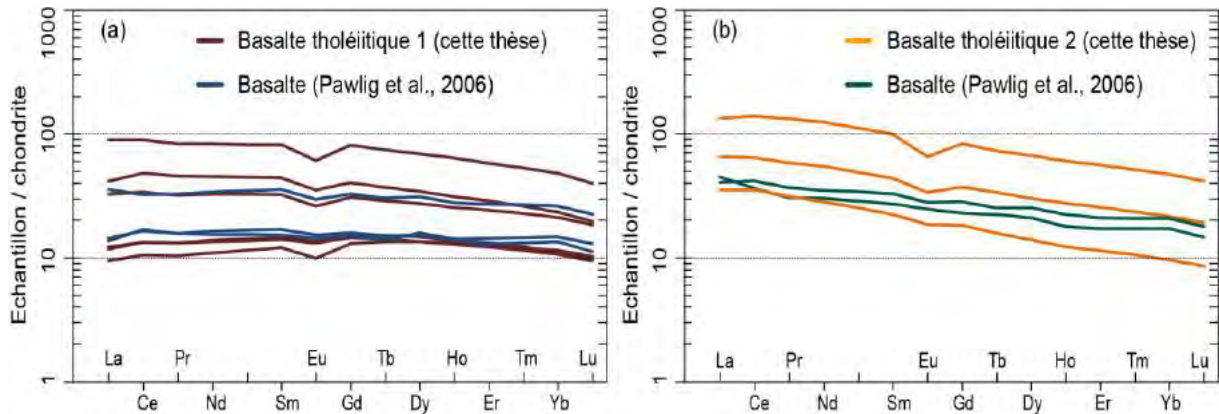 (a)
Basalte tholéiitique 1 (cette thèse)
Basalte (Pawlig et al., 2006)
Echantillon / chondrite
1000
100
10
1
La Pr Eu Tb Ho Tm Lu
Ce Nd Sm Gd Dy Er Yb
(b)
Basalte tholéiitique 2 (cette thèse)
Basalte (Pawlig et al., 2006)
Echantillon / chondrite
1000
100
10
1
La Pr Eu Tb Ho Tm Lu
Ce Nd Sm Gd Dy Er Yb